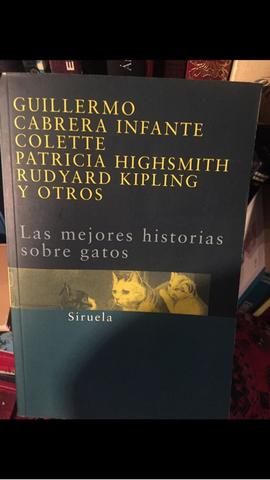 GUILLERMO
CABRERA INFANTE
COLETTE
PATRICIA HIGHSMITH
RUDYARD KIPLING
Y OTROS
Las mejores historias
sobre gatos
Siruela